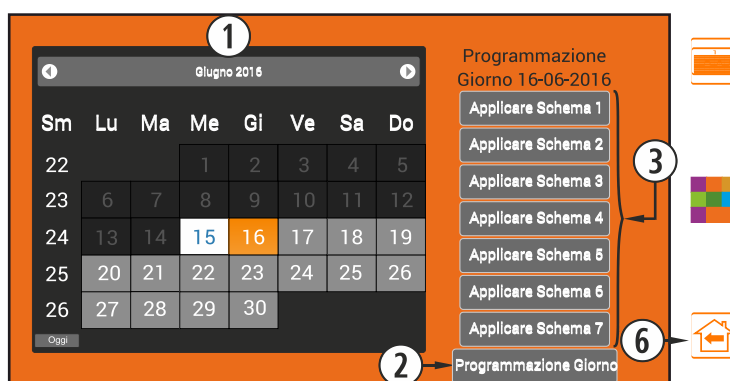 1
Giugno 2016
Sm Lu Ma Me Gi Ve Sa Do
22 1 2 3 4 5
23 6 7 8 9 10 11 12
24 13 14 15 16 17 18 19
25 20 21 22 23 24 25 26
26 27 28 29 30
Oggi
Programmazione
Giorno 16-06-2016
Applicare Schema 1
Applicare Schema 2
Applicare Schema 3
Applicare Schema 4
Applicare Schema 5
Applicare Schema 6
Applicare Schema 7
3
6
2
Programmazione Giorno